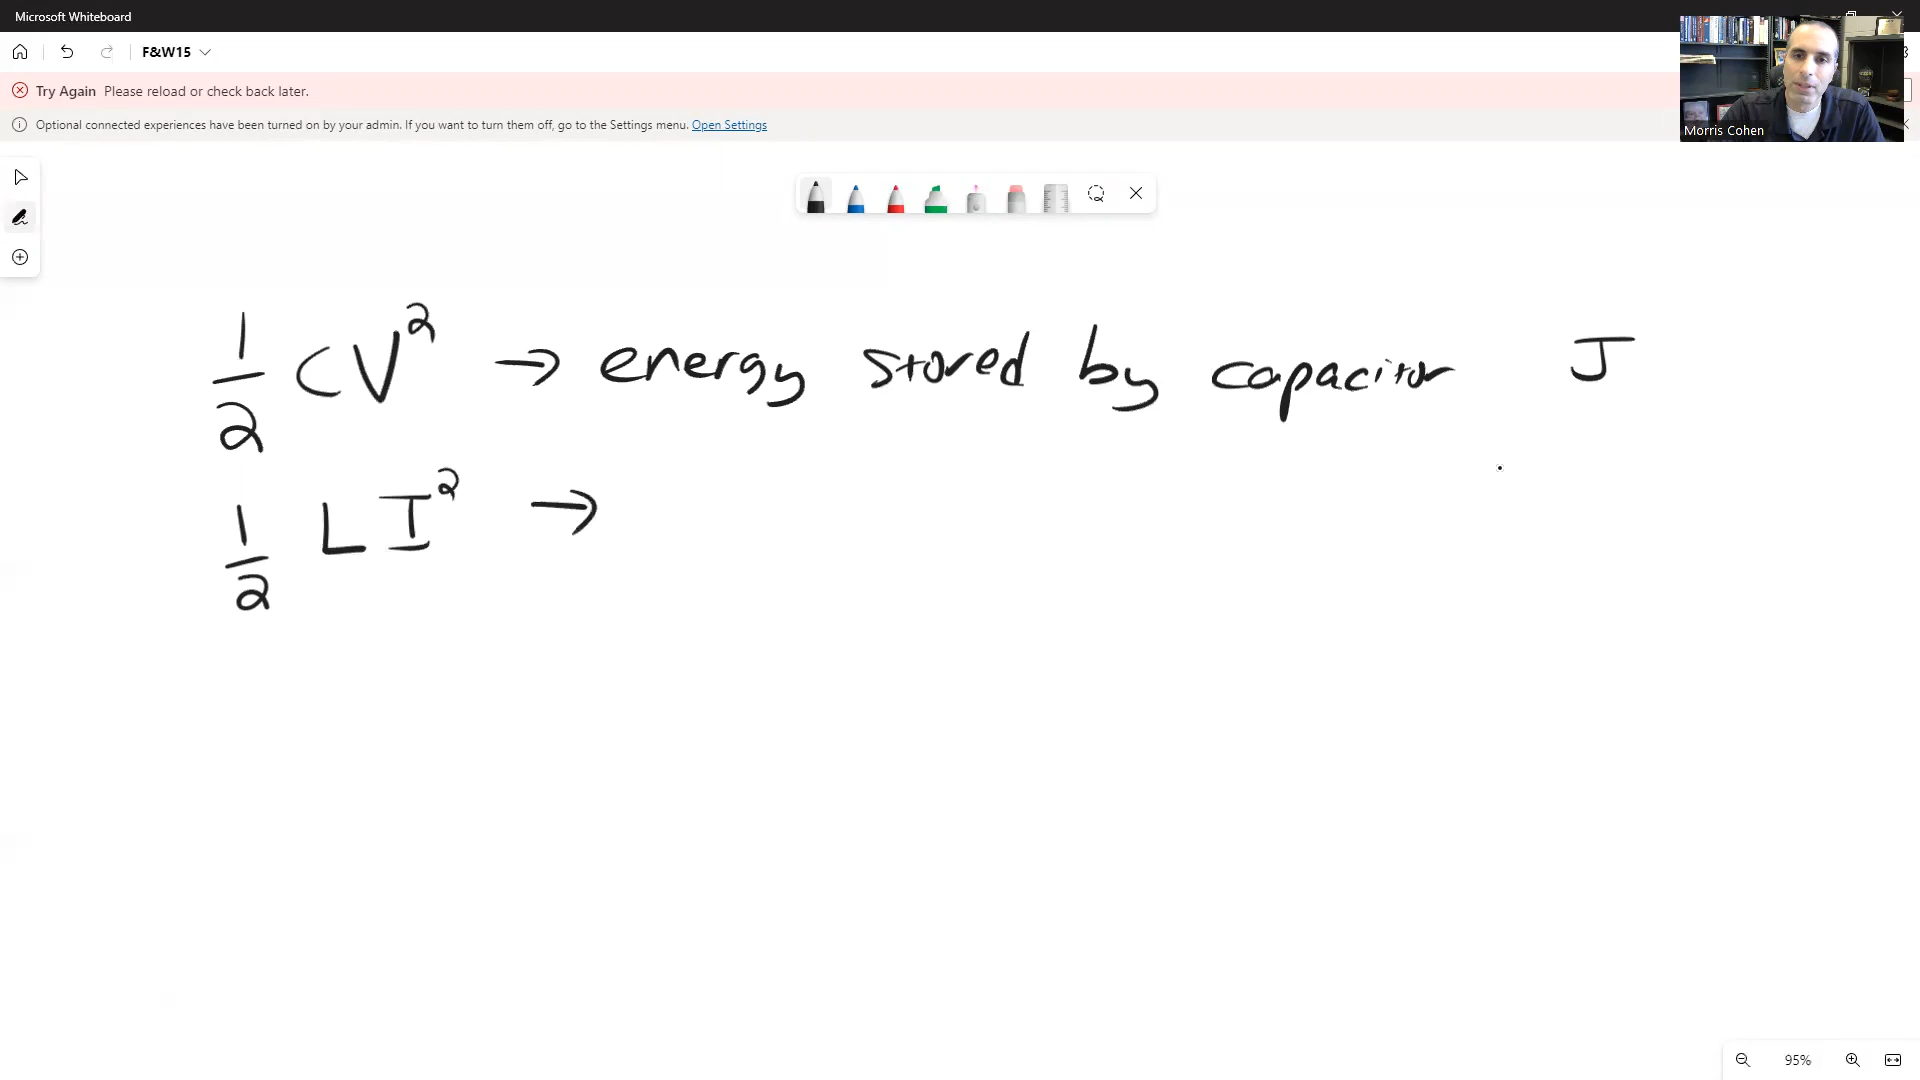 Microsoft Whiteboard
F&W15
Try Again Please reload or check back later.
Optional connected experiences have been turned on by your admin. If you want to turn them off, go to the Settings menu. Open Settings
Morris Cohen
1/2 CV² → energy stored by capacitor J
1/2 LI² →
95%